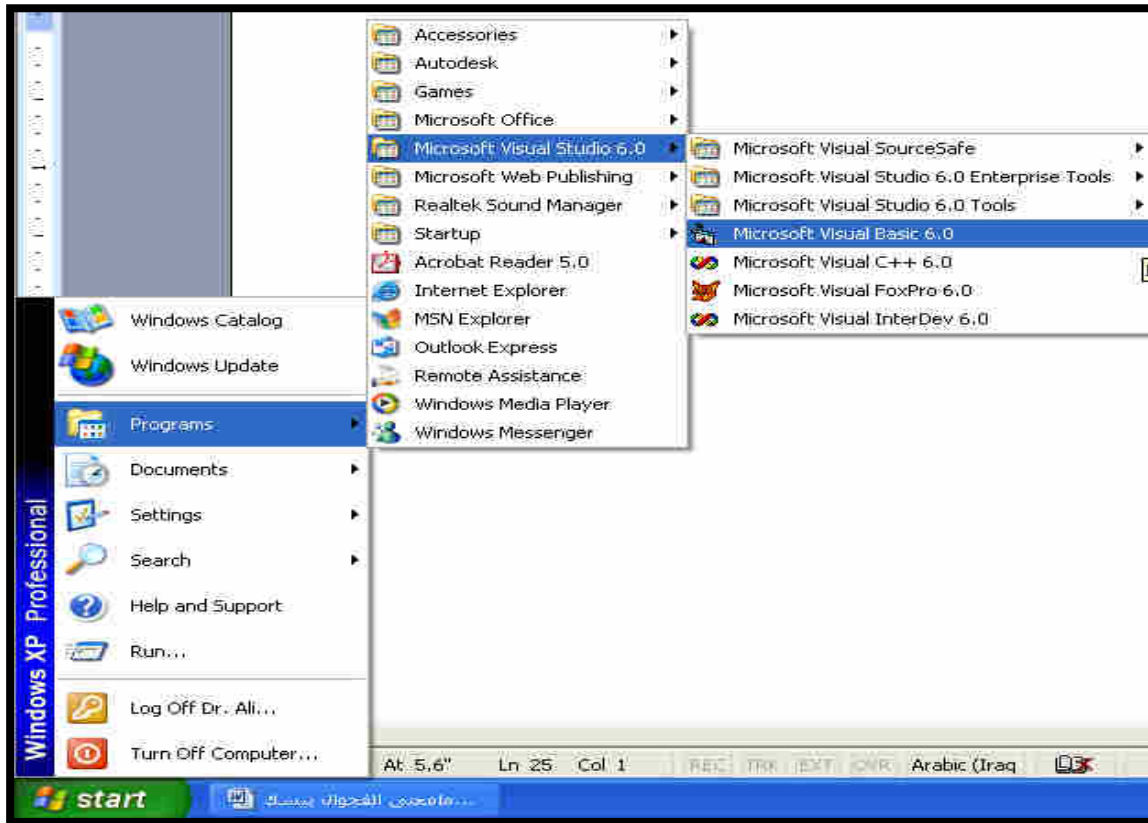 Accessories
Autodesk
Games
Microsoft Office
Microsoft Visual Studio 6.0
Microsoft Web Publishing
Realtek Sound Manager
Startup
Acrobat Reader 5.0
Internet Explorer
MSN Explorer
Outlook Express
Remote Assistance
Windows Media Player
Windows Messenger
Microsoft Visual SourceSafe
Microsoft Visual Studio 6.0 Enterprise Tools
Microsoft Visual Studio 6.0 Tools
Microsoft Visual Basic 6.0
Microsoft Visual C++ 6.0
Microsoft Visual FoxPro 6.0
Microsoft Visual InterDev 6.0
Windows Catalog
Windows Update
Programs
Documents
Settings
Search
Help and Support
Run...
Log Off Dr. Ali...
Turn Off Computer...
Windows XP Professional
At 5,6" Ln 25 Col 1 REC TRK EXT OVR Arabic (Iraq
start